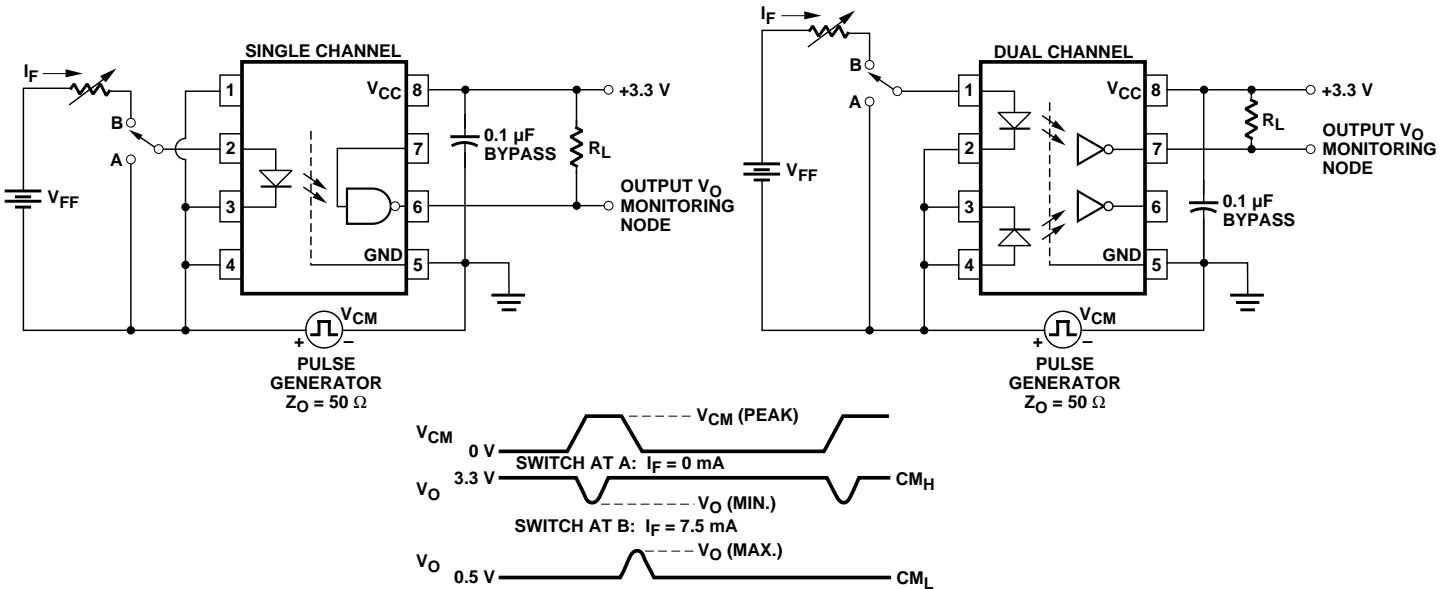 SINGLE CHANNEL
I_F
B
A
V_FF
1
2
3
4
V_CC
8
7
6
GND
5
0.1 µF
BYPASS
R_L
+3.3 V
OUTPUT V_O
MONITORING
NODE
V_CM
+ –
PULSE
GENERATOR
Z_O = 50 Ω
DUAL CHANNEL
I_F
B
A
V_FF
1
2
3
4
V_CC
8
7
6
GND
5
R_L
0.1 µF
BYPASS
+3.3 V
OUTPUT V_O
MONITORING
NODE
V_CM
+ –
PULSE
GENERATOR
Z_O = 50 Ω
V_CM (PEAK)
V_CM
0 V
SWITCH AT A: I_F = 0 mA
V_O 3.3 V
CM_H
V_O (MIN.)
SWITCH AT B: I_F = 7.5 mA
V_O (MAX.)
V_O 0.5 V
CM_L